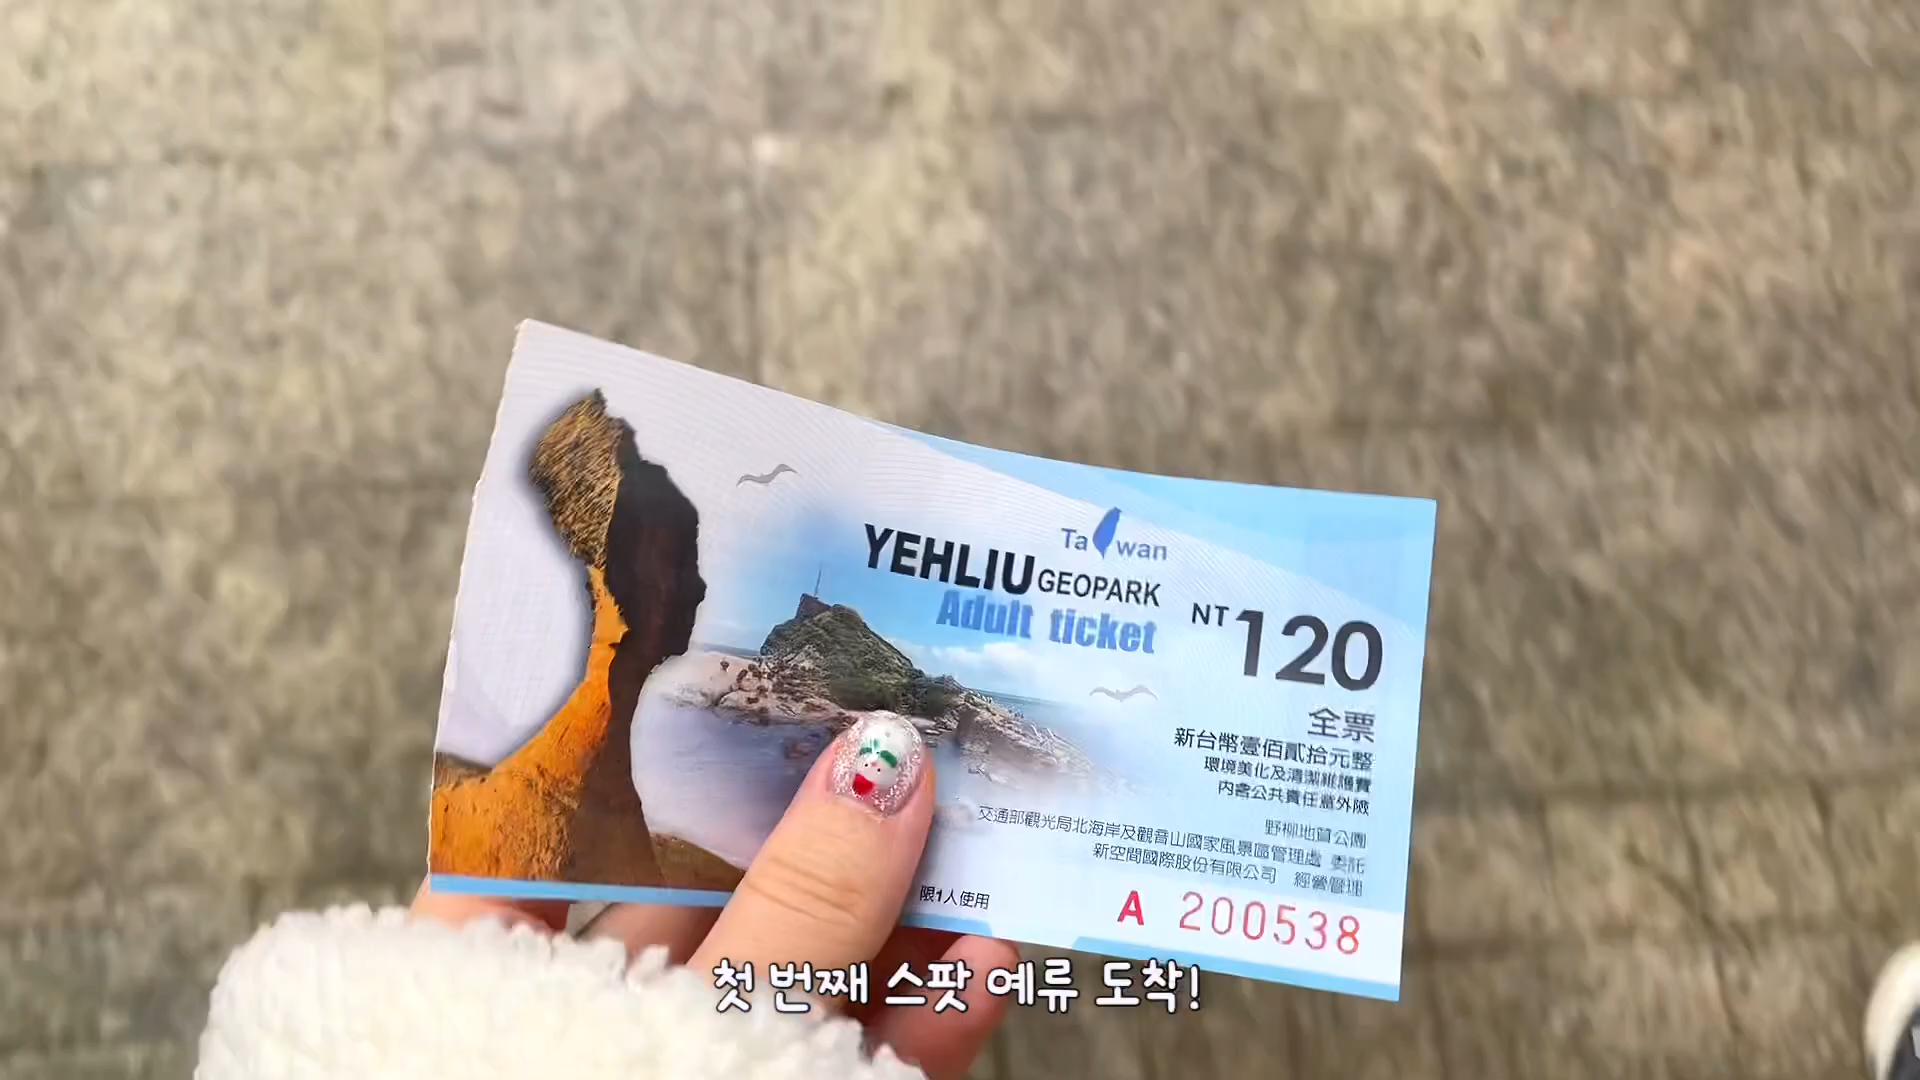 Taiwan
YEHLIU GEOPARK
Adult ticket
NT 120
全票
新台幣壹佰貳拾元整
環境美化及清潔維護費
內含公共責任意外險
野柳地質公園
交通部觀光局北海岸及觀音山國家風景區管理處 委託
新空間國際股份有限公司 經營管理
限1人使用
A 200538
첫 번째 스팟 예류 도착!